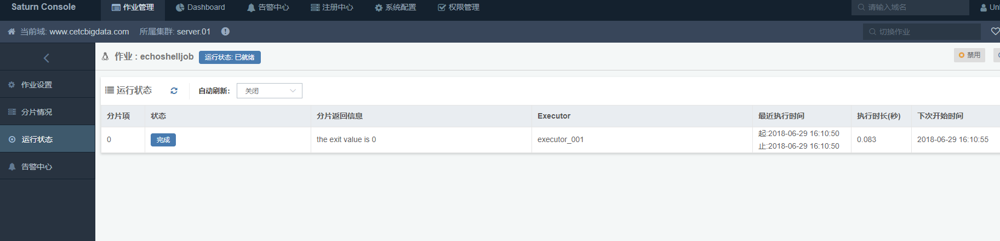 Saturn Console 作业管理 Dashboard 告警中心 注册中心 系统配置 权限管理 请输入域名
当前域: www.cetcbigdata.com 所属集群: server.01 切换作业
作业 : echoshelljob 运行状态: 已就绪 禁用
作业设置
分片情况
运行状态
告警中心
运行状态 自动刷新: 关闭
分片项 状态 分片返回信息 Executor 最近执行时间 执行时长(秒) 下次开始时间
0 完成 the exit value is 0 executor_001 起:2018-06-29 16:10:50 0.083 2018-06-29 16:10:55
止:2018-06-29 16:10:50